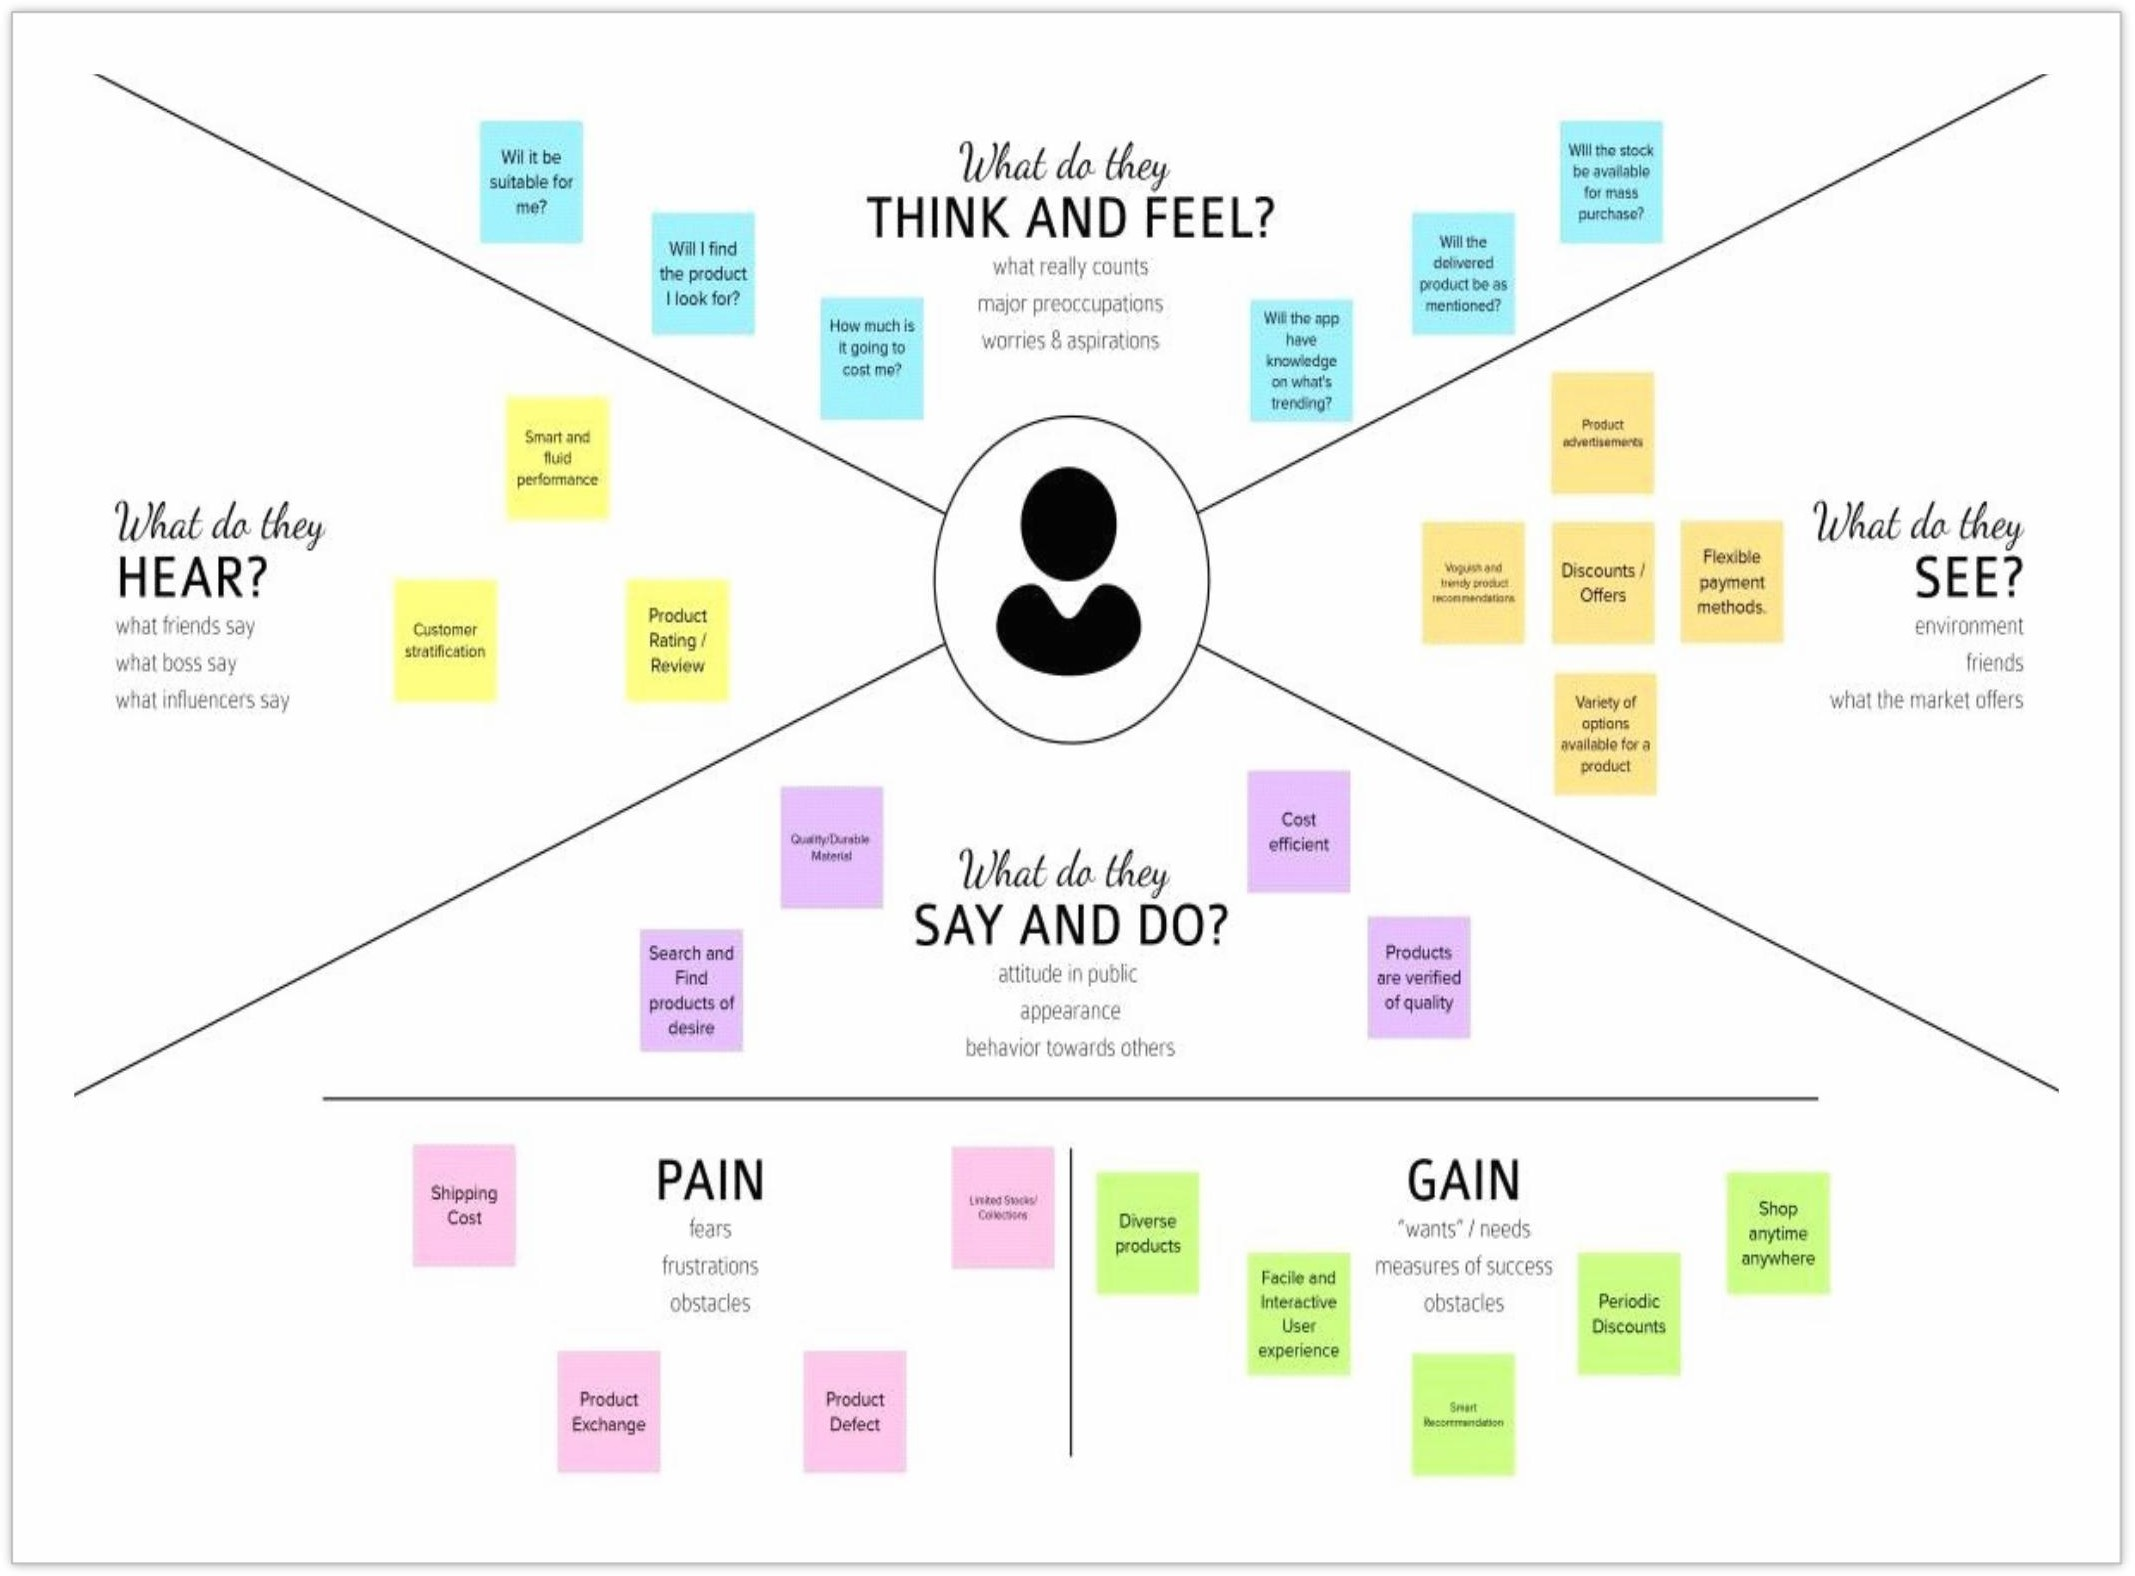 Wil it be
suitable for
me?
Will I find
the product
I look for?
How much is
it going to
cost me?
What do they
THINK AND FEEL?
what really counts
major preoccupations
worries & aspirations
Will the app
have
knowledge
on what's
trending?
Will the
delivered
product be as
mentioned?
WIll the stock
be available
for mass
purchase?
What do they
HEAR?
what friends say
what boss say
what influencers say
Smart and
fluid
performance
Customer
stratification
Product
Rating /
Review
Product
advertisements
Voguish and
trendy product
recommendations
Discounts /
Offers
Flexible
payment
methods.
Variety of
options
available for a
product
What do they
SEE?
environment
friends
what the market offers
Quality/Durable
Material
Search and
Find
products of
desire
What do they
SAY AND DO?
attitude in public
appearance
behavior towards others
Cost
efficient
Products
are verified
of quality
Shipping
Cost
PAIN
fears
frustrations
obstacles
Limited Stocks/
Collections
Product
Exchange
Product
Defect
Diverse
products
Facile and
Interactive
User
experience
GAIN
"wants" / needs
measures of success
obstacles
Smart
Recommendation
Periodic
Discounts
Shop
anytime
anywhere